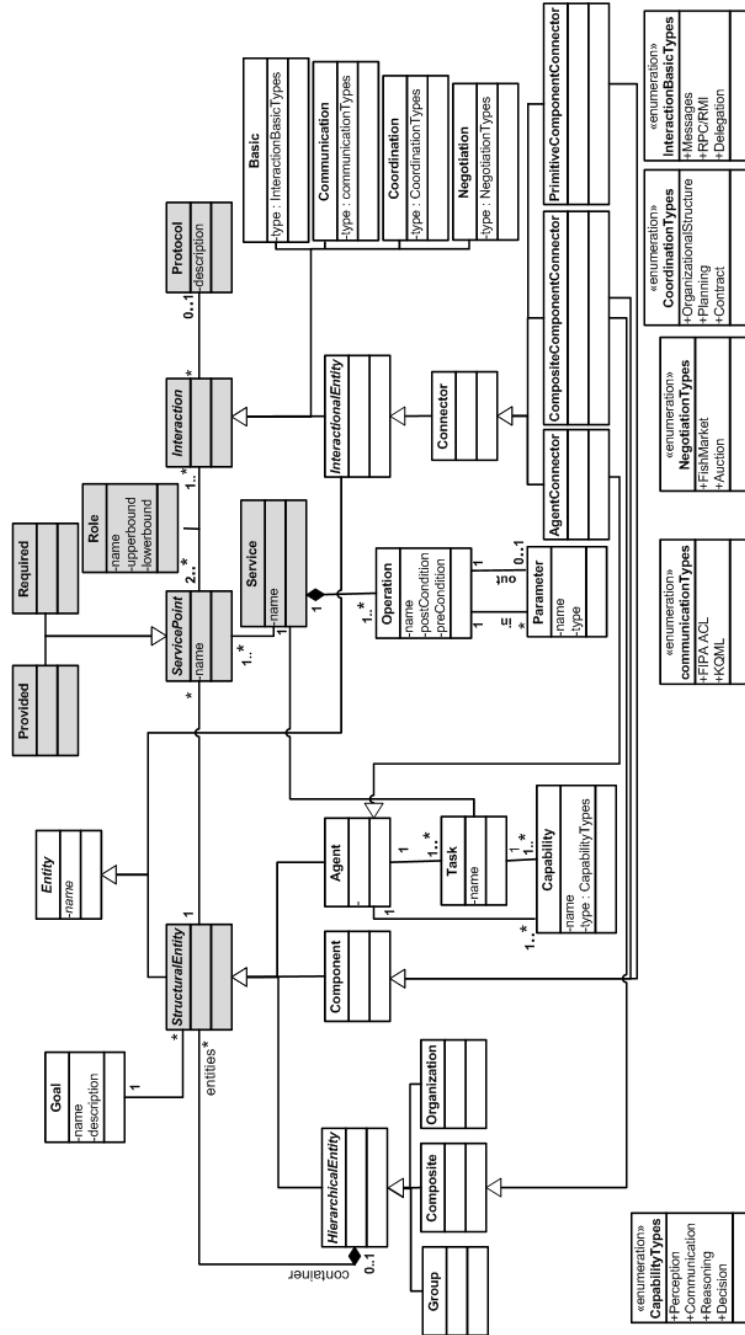 Goal
-name
-description
1
*
Entity
-name
Provided
Required
StructuralEntity
1
*
ServicePoint
-name
2..*
Role
-name
-upperbound
-lowerbound
1..*
Interaction
*
0..1
Protocol
-description
entities*
1..*
1
Service
-name
container
0..1
HierarchicalEntity
Component
Agent
-
1
1..*
1
1
1..*
Operation
-name
-postCondition
-preCondition
InteractionalEntity
Basic
-type : InteractionBasicTypes
Communication
-type : communicationTypes
Coordination
-type : Coordination Types
Negotiation
-type : NegotiationTypes
Group
Composite
Organization
Task
-name
1
1..*
1..*
Capability
-name
-type : CapabilityTypes
1
in
*
1
out
0..1
Parameter
-name
-type
Connector
AgentConnector
CompositeComponentConnector
PrimitiveComponentConnector
«enumeration»
CapabilityTypes
+Perception
+Communication
+Reasoning
+Decision
«enumeration»
communicationTypes
+FIPA ACL
+KQML
«enumeration»
NegotiationTypes
+FishMarket
+Auction
«enumeration»
CoordinationTypes
+OrganizationalStructure
+Planning
+Contract
«enumeration»
InteractionBasicTypes
+Messages
+RPC/RMI
+Delegation